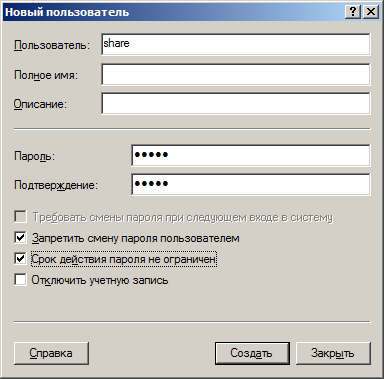 Новый пользователь
Пользователь: share
Полное имя:
Описание:
Пароль: •••••
Подтверждение: •••••
Требовать смены пароля при следующем входе в систему
Запретить смену пароля пользователем
Срок действия пароля не ограничен
Отключить учетную запись
Справка Создать Закрыть